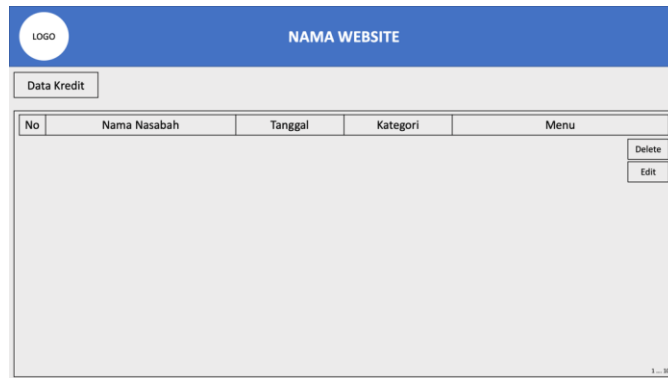 LOGO
NAMA WEBSITE
Data Kredit
No Nama Nasabah Tanggal Kategori Menu
Delete
Edit